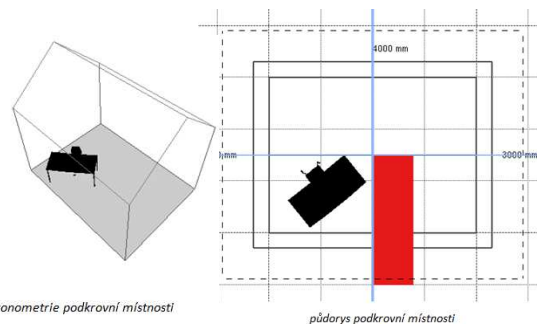 4000 mm
mm
3000 mm
onometrie podkrovní místnosti
půdorys podkrovní místnosti